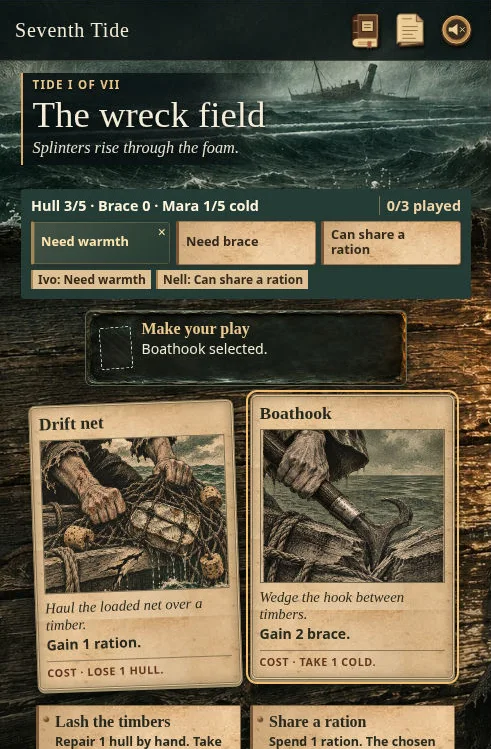 Seventh Tide
TIDE I OF VII
The wreck field
Splinters rise through the foam.
Hull 3/5 · Brace 0 · Mara 1/5 cold
0/3 played
Need warmth
×
Need brace
Can share a
ration
Ivo: Need warmth
Nell: Can share a ration
Make your play
Boathook selected.
Drift net
Haul the loaded net over a
timber.
Gain 1 ration.
COST · LOSE 1 HULL.
Boathook
Wedge the hook between
timbers.
Gain 2 brace.
COST · TAKE 1 COLD.
Lash the timbers
Repair 1 hull by hand. Take
Share a ration
Spend 1 ration. The chosen